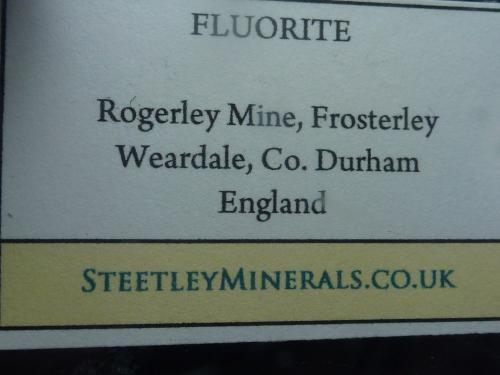 FLUORITE
Rogerley Mine, Frosterley
Weardale, Co. Durham
England
SteetleyMinerals.co.uk